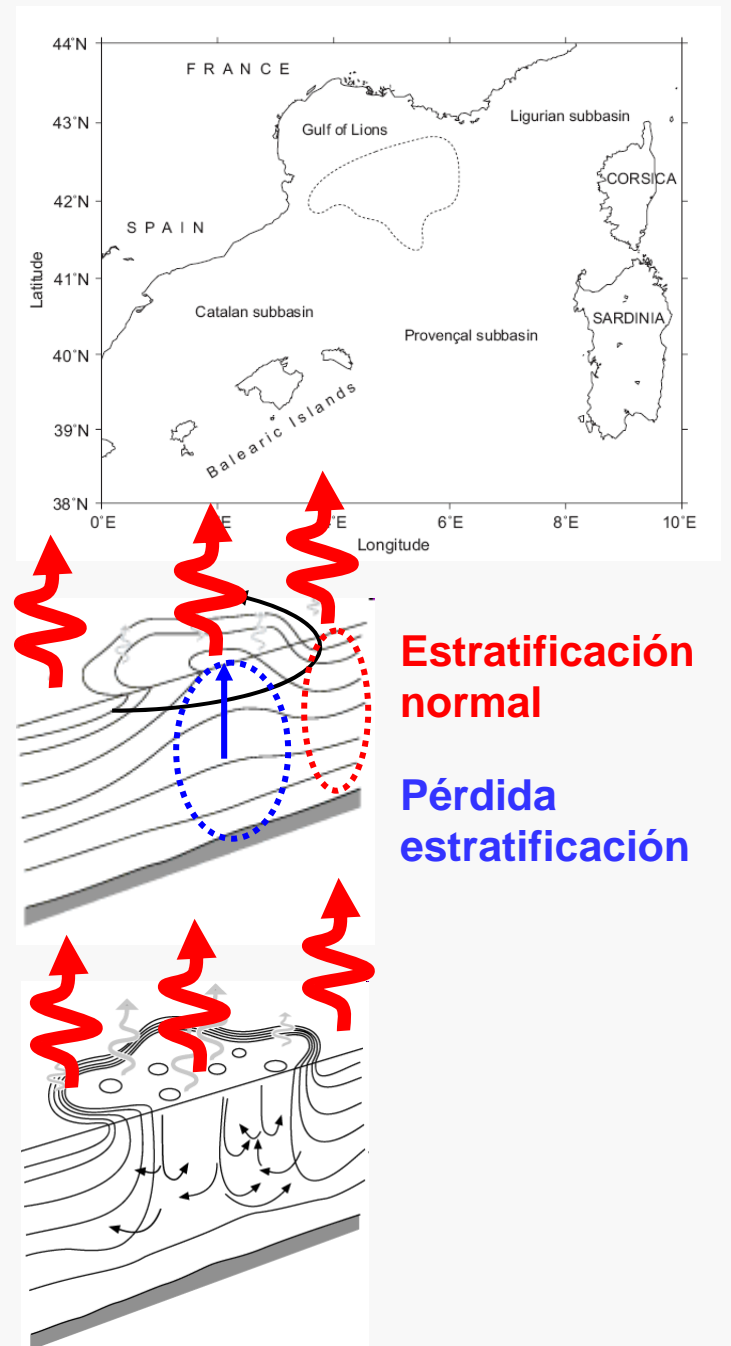 44°N
FRANCE
Ligurian subbasin
43°N
Gulf of Lions
CORSICA
42°N
SPAIN
41°N
Latitude
Catalan subbasin
SARDINIA
Provençal subbasin
40°N
39°N
Balearic Islands
38°N
0°E
6°E
8°E
10°E
Longitude
Estratificación
normal
Pérdida
estratificación